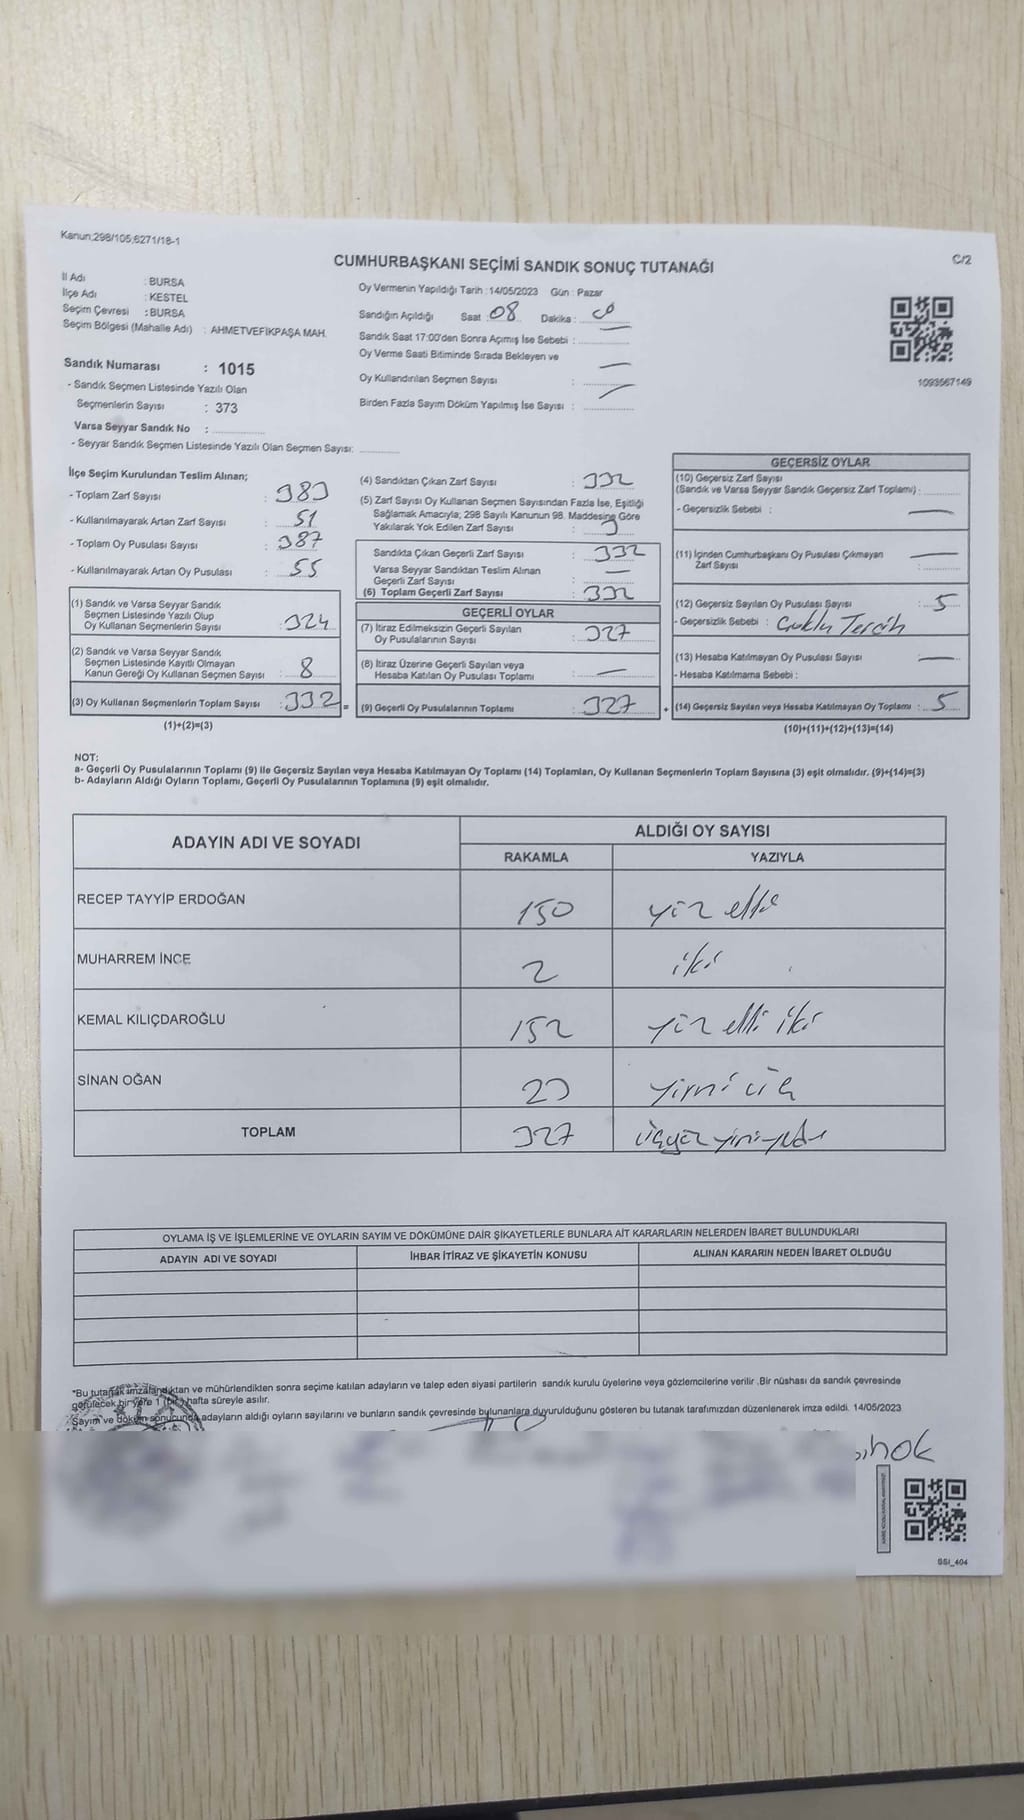 Kanun;298/105,6271/18-1
C/2
CUMHURBAŞKANI SEÇİMİ SANDIK SONUÇ TUTANAĞI
İl Adı : BURSA
İlçe Adı : KESTEL
Seçim Çevresi : BURSA
Seçim Bölgesi (Mahalle Adı) : AHMETVEFİKPAŞA MAH.
Sandık Numarası : 1015
- Sandık Seçmen Listesinde Yazılı Olan
Seçmenlerin Sayısı : 373
Varsa Seyyar Sandık No :
- Seyyar Sandık Seçmen Listesinde Yazılı Olan Seçmen Sayısı:
Oy Vermenin Yapıldığı Tarih : 14/05/2023 Gün : Pazar
Sandığın Açıldığı Saat : 08 Dakika :
Sandık Saat 17:00'den Sonra Açılmış İse Sebebi :
Oy Verme Saati Bitiminde Sırada Bekleyen ve
Oy Kullandırılan Seçmen Sayısı :
Birden Fazla Sayım Döküm Yapılmış İse Sayısı :
1093567149
İlçe Seçim Kurulundan Teslim Alınan;
- Toplam Zarf Sayısı : 383
- Kullanılmayarak Artan Zarf Sayısı : 51
- Toplam Oy Pusulası Sayısı : 387
- Kullanılmayarak Artan Oy Pusulası : 55
(1) Sandık ve Varsa Seyyar Sandık
Seçmen Listesinde Yazılı Olup
Oy Kullanan Seçmenlerin Sayısı : 324
(2) Sandık ve Varsa Seyyar Sandık
Seçmen Listesinde Kayıtlı Olmayan
Kanun Gereği Oy Kullanan Seçmen Sayısı : 8
(3) Oy Kullanan Seçmenlerin Toplam Sayısı : 332 =
(1)+(2)=(3)
(4) Sandıktan Çıkan Zarf Sayısı : 332
(5) Zarf Sayısı Oy Kullanan Seçmen Sayısından Fazla İse, Eşitliği
Sağlamak Amacıyla; 298 Sayılı Kanunun 98. Maddesine Göre
Yakılarak Yok Edilen Zarf Sayısı :
Sandıkta Çıkan Geçerli Zarf Sayısı : 332
Varsa Seyyar Sandıktan Teslim Alınan
Geçerli Zarf Sayısı :
(6) Toplam Geçerli Zarf Sayısı : 332
GEÇERLİ OYLAR
(7) İtiraz Edilmeksizin Geçerli Sayılan
Oy Pusulalarının Sayısı : 327
(8) İtiraz Üzerine Geçerli Sayılan veya
Hesaba Katılan Oy Pusulası Toplamı :
(9) Geçerli Oy Pusulalarının Toplamı : 327 +
GEÇERSİZ OYLAR
(10) Geçersiz Zarf Sayısı
(Sandık ve Varsa Seyyar Sandık Geçersiz Zarf Toplamı) :
- Geçersizlik Sebebi :
(11) İçinden Cumhurbaşkanı Oy Pusulası Çıkmayan
Zarf Sayısı :
(12) Geçersiz Sayılan Oy Pusulası Sayısı : 5
- Geçersizlik Sebebi : Çoklu Tercih
(13) Hesaba Katılmayan Oy Pusulası Sayısı :
- Hesaba Katılmama Sebebi :
(14) Geçersiz Sayılan veya Hesaba Katılmayan Oy Toplamı : 5
(10)+(11)+(12)+(13)=(14)
NOT:
a- Geçerli Oy Pusulalarının Toplamı (9) ile Geçersiz Sayılan veya Hesaba Katılmayan Oy Toplamı (14) Toplamları, Oy Kullanan Seçmenlerin Toplam Sayısına (3) eşit olmalıdır. (9)+(14)=(3)
b- Adayların Aldığı Oyların Toplamı, Geçerli Oy Pusulalarının Toplamına (9) eşit olmalıdır.
ADAYIN ADI VE SOYADI ALDIĞI OY SAYISI
RAKAMLA YAZIYLA
RECEP TAYYİP ERDOĞAN 150 yüz elli
MUHARREM İNCE 2 iki
KEMAL KILIÇDAROĞLU 152 yüz elli iki
SİNAN OĞAN 23 yirmi üç
TOPLAM 327 üçyüz yirmi yedi
OYLAMA İŞ VE İŞLEMLERİNE VE OYLARIN SAYIM VE DÖKÜMÜNE DAİR ŞİKAYETLERLE BUNLARA AİT KARARLARIN NELERDEN İBARET BULUNDUKLARI
ADAYIN ADI VE SOYADI İHBAR İTİRAZ VE ŞİKAYETİN KONUSU ALINAN KARARIN NEDEN İBARET OLDUĞU
*Bu tutanak imzalandıktan ve mühürlendikten sonra seçime katılan adayların ve talep eden siyasi partilerin sandık kurulu üyelerine veya gözlemcilerine verilir .Bir nüshası da sandık çevresinde
görülecek bir yere 1 (bir) hafta süreyle asılır.
Sayım ve döküm sonucunda adayların aldığı oyların sayılarını ve bunların sandık çevresinde bulunanlara duyurulduğunu gösteren bu tutanak tarafımızdan düzenlenerek imza edildi. 14/05/2023
SSİ_404